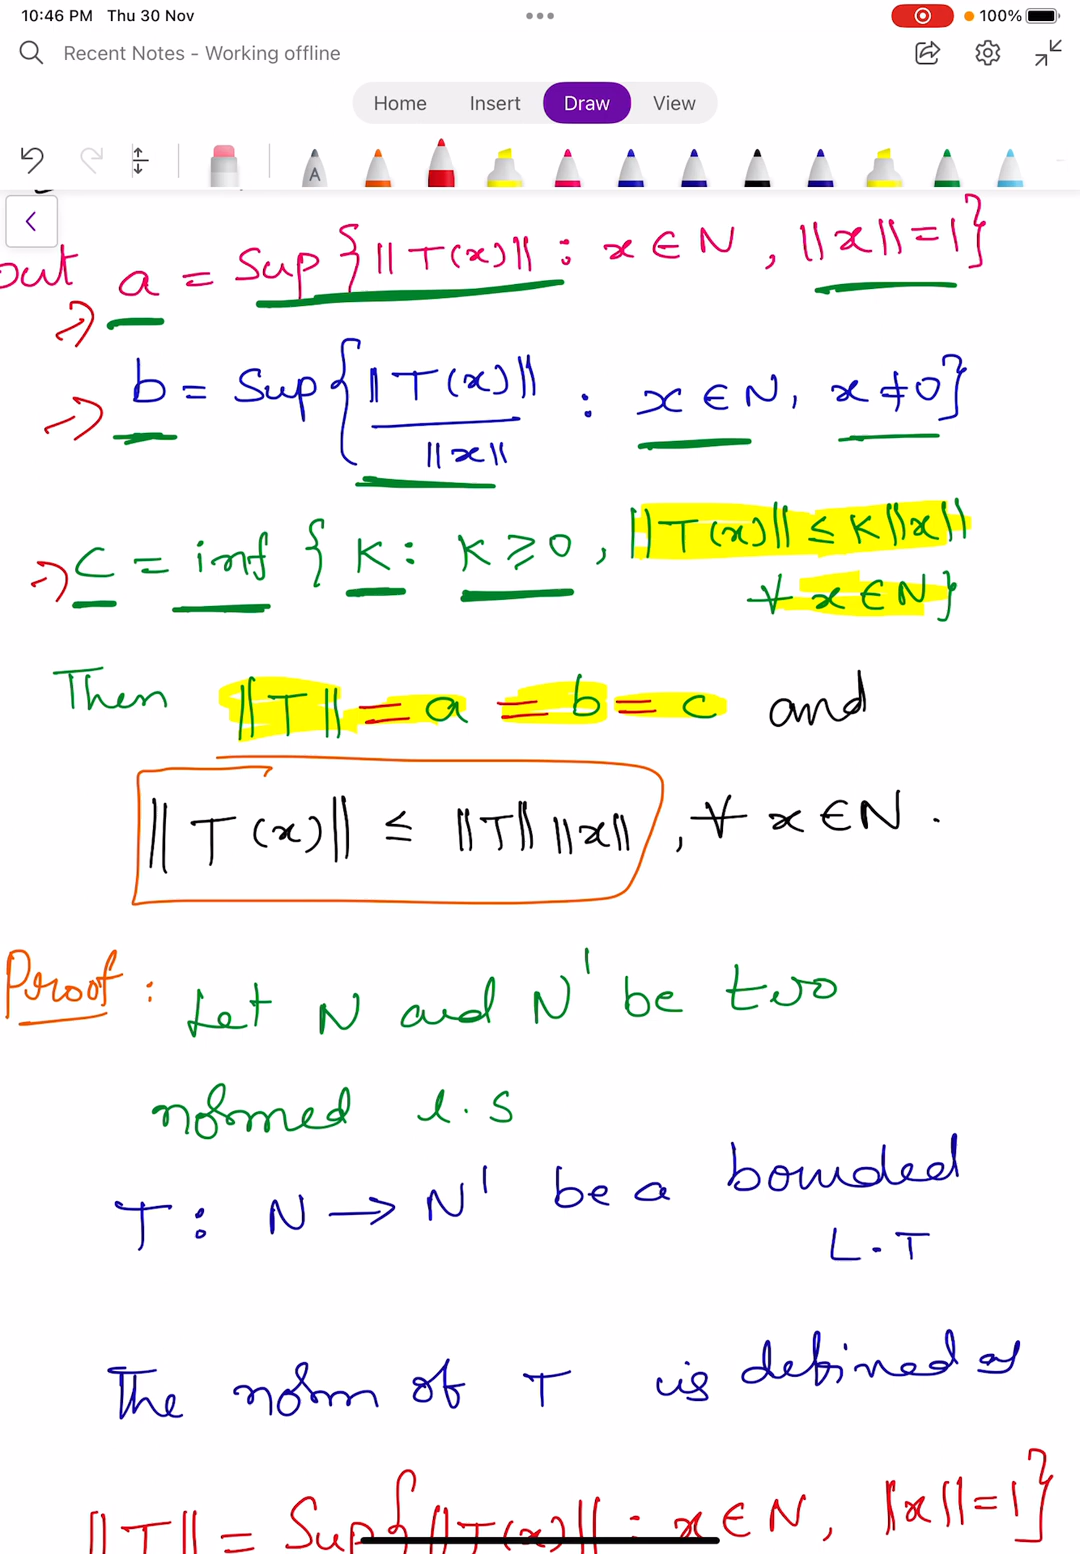 10:46 PM Thu 30 Nov
100%
Recent Notes - Working offline
Home Insert Draw View
A
a = Sup{||T(x)|| : x ∈ N, ||x||=1}
b = Sup{||T(x)||/||x|| : x ∈ N, x ≠ 0}
C = inf {K : K ≥ 0, ||T(x)|| ≤ K||x||
∀ x ∈ N}
Then ||T|| = a = b = c and
||T(x)|| ≤ ||T|| ||x||, ∀ x ∈ N.
Proof :
Let N and N' be two
normed l.s
T : N → N' be a bounded
L.T
The norm of T is defined as
||T|| = Sup{||T(x)|| : x ∈ N, ||x||=1}